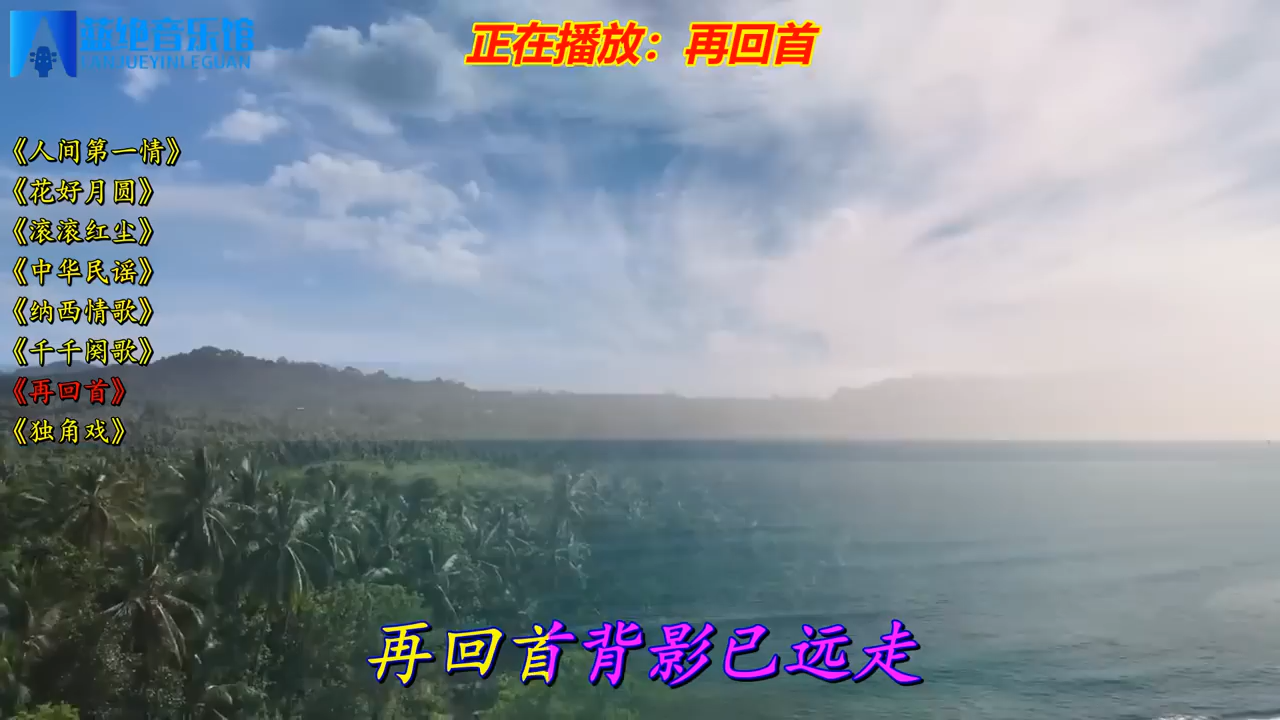 蓝绝音乐馆
LANJUEYINLEGUAN
正在播放：再回首
《人间第一情》
《花好月圆》
《滚滚红尘》
《中华民谣》
《纳西情歌》
《千千阕歌》
《再回首》
《独角戏》
再回首背影已远走